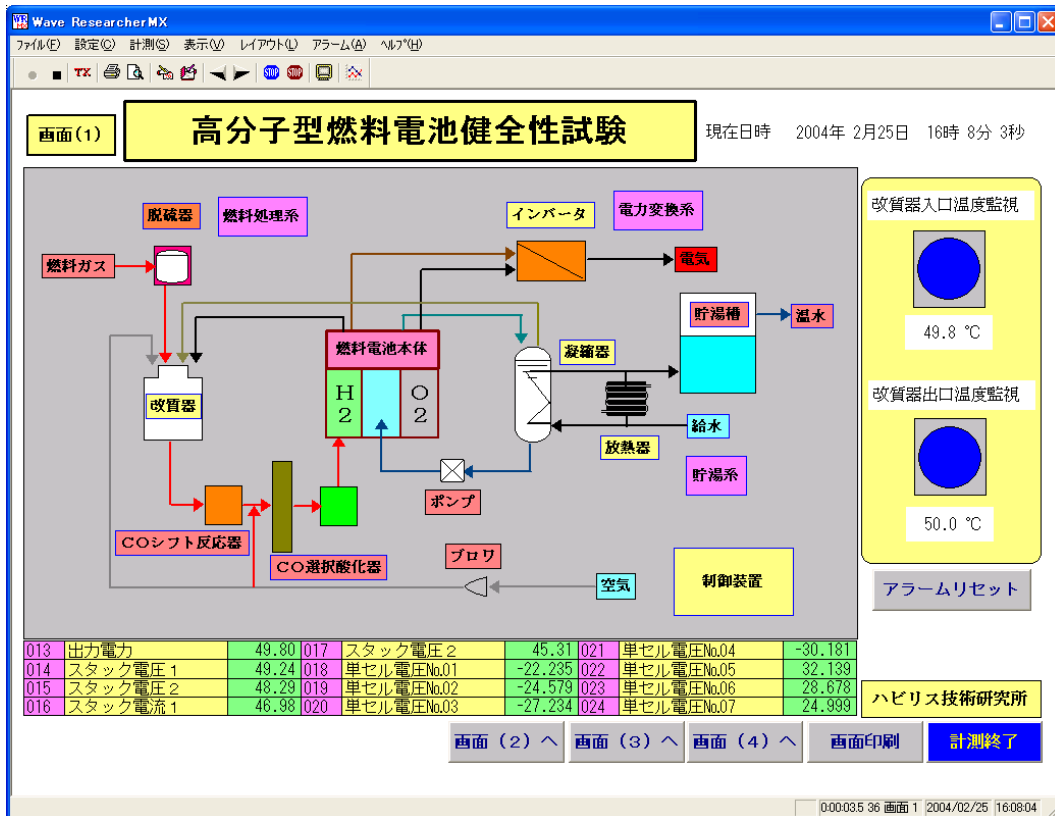 Wave ResearcherMX
ファイル(F) 設定(C) 計測(S) 表示(V) レイアウト(L) アラーム(A) ヘルプ(H)
TX STOP STOP
画面(1)
高分子型燃料電池健全性試験
現在日時 2004年 2月25日 16時 8分 3秒
脱硫器
燃料処理系
インバータ
電力変換系
改質器入口温度監視
燃料ガス
電気
貯湯槽
温水
49.8 ℃
燃料電池本体
凝縮器
改質器
H2
O2
改質器出口温度監視
給水
放熱器
貯湯系
ポンプ
50.0 ℃
COシフト反応器
CO選択酸化器
ブロワ
空気
制御装置
アラームリセット
013 出力電力 49.80 017 スタック電圧2 45.31 021 単セル電圧№04 -30.181
014 スタック電圧1 49.24 018 単セル電圧№01 -22.235 022 単セル電圧№05 32.139
015 スタック電圧2 48.29 019 単セル電圧№02 -24.579 023 単セル電圧№06 28.678
016 スタック電流1 46.98 020 単セル電圧№03 -27.234 024 単セル電圧№07 24.999
ハビリス技術研究所
画面(2)へ 画面(3)へ 画面(4)へ 画面印刷 計測終了
0:00:03.5 36 画面 1 2004/02/25 16:08:04